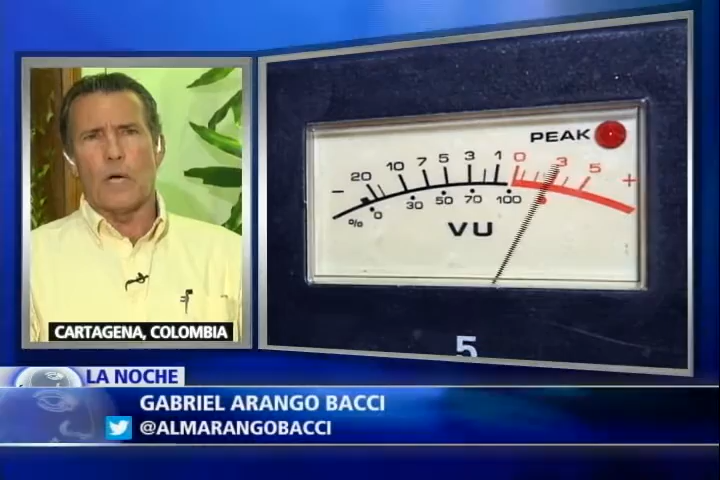 PEAK
20 10 7 5 3 1 0 3 5
- +
% 0 30 50 70 100
VU
5
CARTAGENA, COLOMBIA
LA NOCHE
GABRIEL ARANGO BACCI
@ALMARANGOBACCI